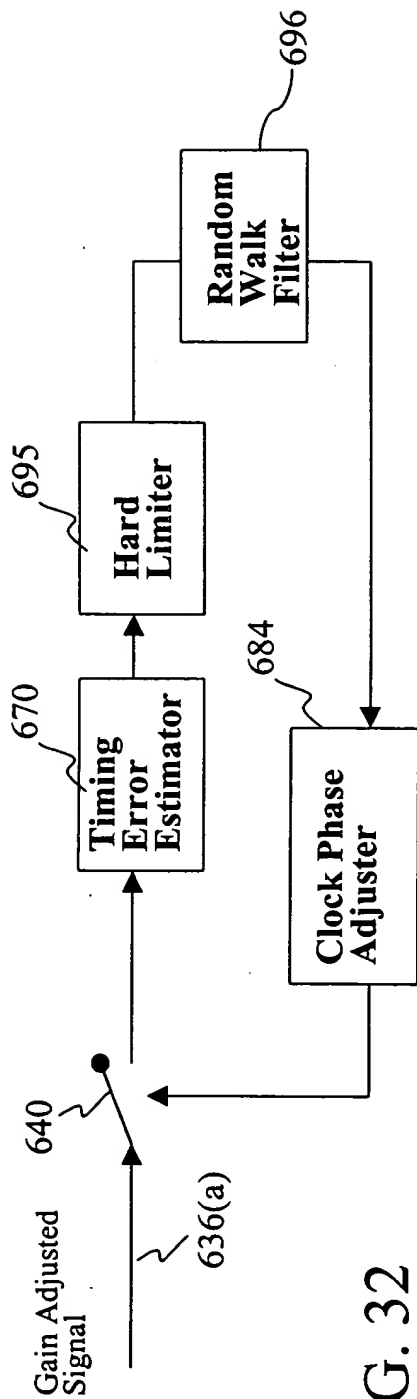 Gain Adjusted
Signal
636(a)
640
670
Timing
Error
Estimator
695
Hard
Limiter
696
Random
Walk
Filter
684
Clock Phase
Adjuster
G. 32